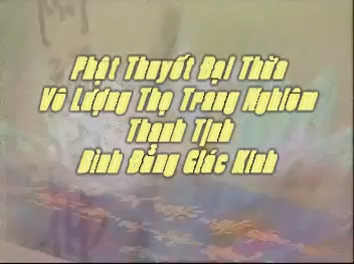 Phật Thuyết Đại Thừa
Vô Lượng Thọ Trang Nghiêm
Thanh Tịnh
Bình Đẳng Giác Kinh